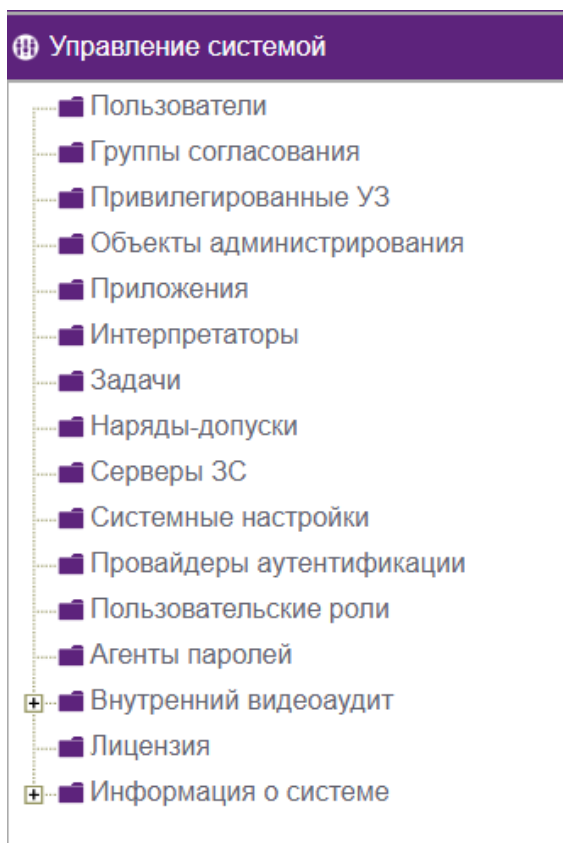 Управление системой
Пользователи
Группы согласования
Привилегированные УЗ
Объекты администрирования
Приложения
Интерпретаторы
Задачи
Наряды-допуски
Серверы ЗС
Системные настройки
Провайдеры аутентификации
Пользовательские роли
Агенты паролей
Внутренний видеоаудит
Лицензия
Информация о системе